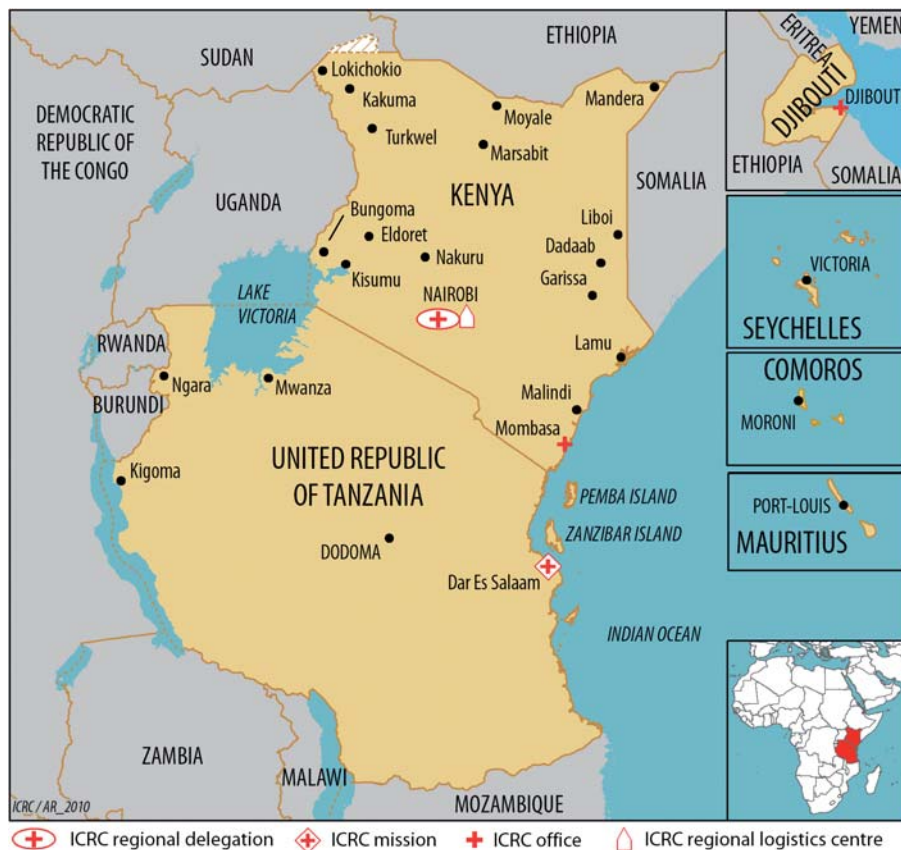 SUDAN
ETHIOPIA
ERITREA
YEMEN
DJIBOUTI
DJIBOUTI
ETHIOPIA
SOMALIA
Lokichokio
Kakuma
Mandera
Moyale
Turkwel
Marsabit
DEMOCRATIC
REPUBLIC OF
THE CONGO
KENYA
SOMALIA
UGANDA
Bungoma
Eldoret
Liboi
Nakuru
Dadaab
Kisumu
Garissa
NAIROBI
LAKE
VICTORIA
VICTORIA
SEYCHELLES
RWANDA
Lamu
COMOROS
Ngara
Mwanza
BURUNDI
Malindi
MORONI
Mombasa
UNITED REPUBLIC
OF TANZANIA
Kigoma
PEMBA ISLAND
PORT-LOUIS
ZANZIBAR ISLAND
MAURITIUS
DODOMA
Dar Es Salaam
INDIAN OCEAN
ZAMBIA
MALAWI
MOZAMBIQUE
ICRC / AR_2010
ICRC regional delegation ICRC mission ICRC office ICRC regional logistics centre